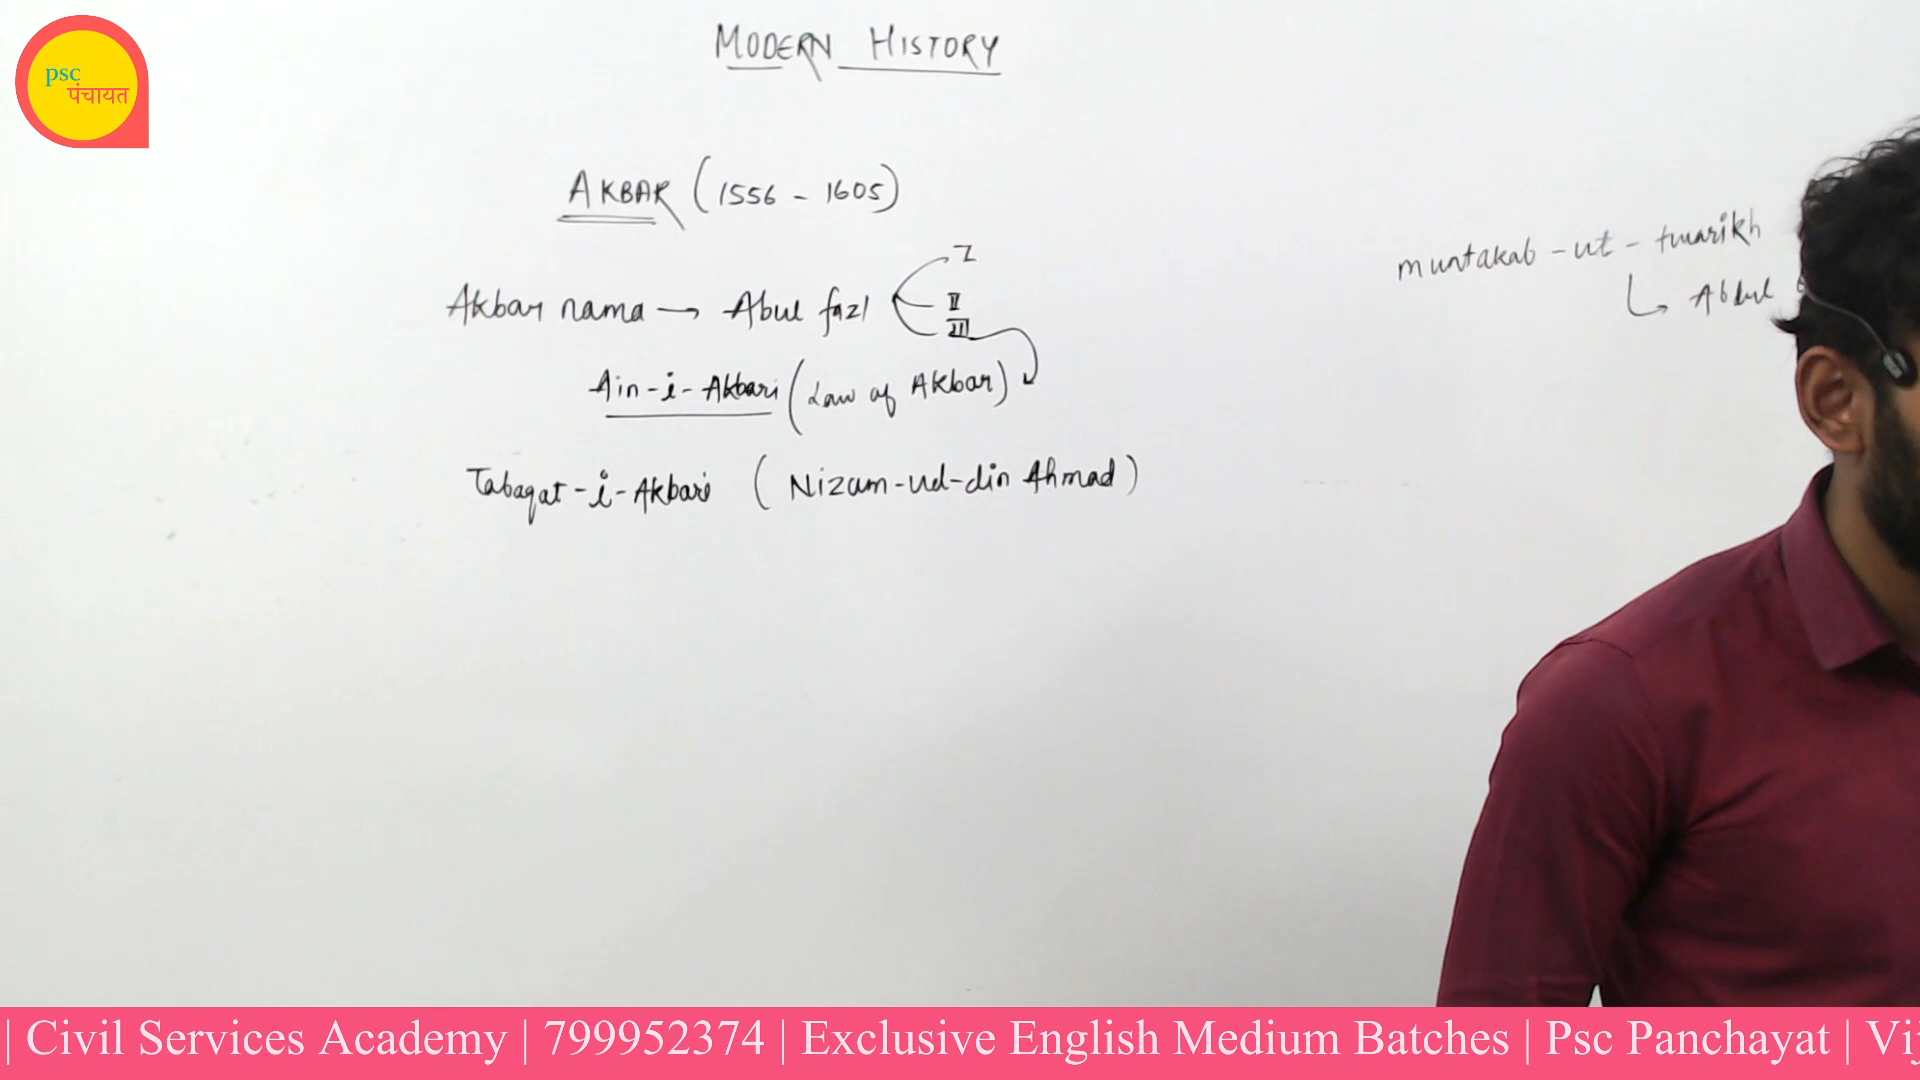 psc
पंचायत
MODERN HISTORY
AKBAR (1556 - 1605)
I
Akbar nama → Abul fazl
II
III
Ain-i-Akbari (Law of Akbar)
Tabaqat-i-Akbari (Nizam-ud-din Ahmad)
muntakab-ut-twarikh
Abdul
| Civil Services Academy | 799952374 | Exclusive English Medium Batches | Psc Panchayat | Vij